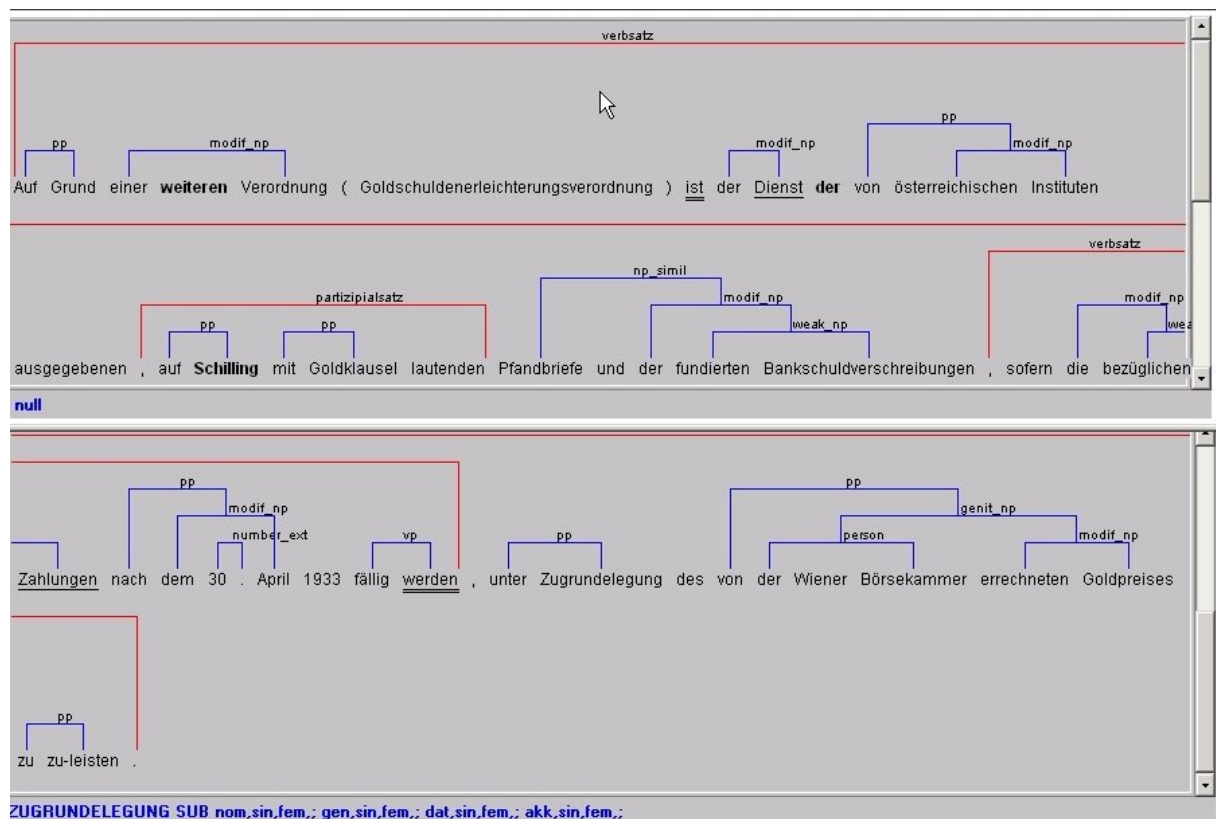 verbsatz
pp
pp modif_np modif_np modif_np
Auf Grund einer weiteren Verordnung ( Goldschuldenerleichterungsverordnung ) ist der Dienst der von österreichischen Instituten
verbsatz
np_simil
partizipialsatz modif_np modif_np
pp pp weak_np
ausgegebenen , auf Schilling mit Goldklausel lautenden Pfandbriefe und der fundierten Bankschuldverschreibungen , sofern die bezüglichen
null
pp pp
modif_np genit_np
number_ext vp pp person modif_np
Zahlungen nach dem 30 . April 1933 fällig werden , unter Zugrundelegung des von der Wiener Börsekammer errechneten Goldpreises
pp
zu zu-leisten .
ZUGRUNDELEGUNG SUB nom,sin,fem,; gen,sin,fem,; dat,sin,fem,; akk,sin,fem,;